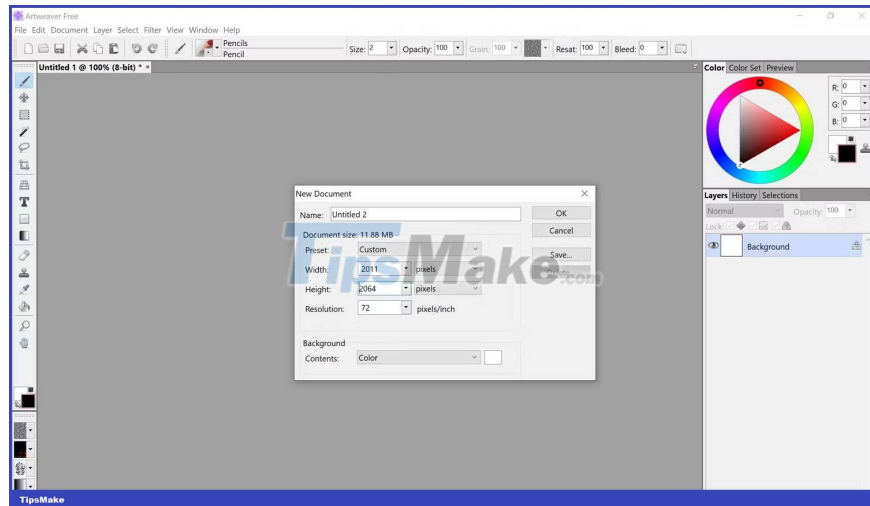 Artweaver Free
File Edit Document Layer Select Filter View Window Help
Pencils
Pencil
Size: 2 Opacity: 100 Grain: 100 Resat: 100 Bleed: 0
Untitled 1 @ 100% (8-bit) * ×
Color Color Set Preview
R: 0
G: 0
B: 0
New Document
Name: Untitled 2
OK
Document size: 11.88 MB
Cancel
Preset: Custom
Save...
Width: 2011 pixels
Delete...
Height: 2064 pixels
Resolution: 72 pixels/inch
Background
Contents: Color
Layers History Selections
Normal Opacity: 100
Lock:
Background
TipsMake.com
TipsMake